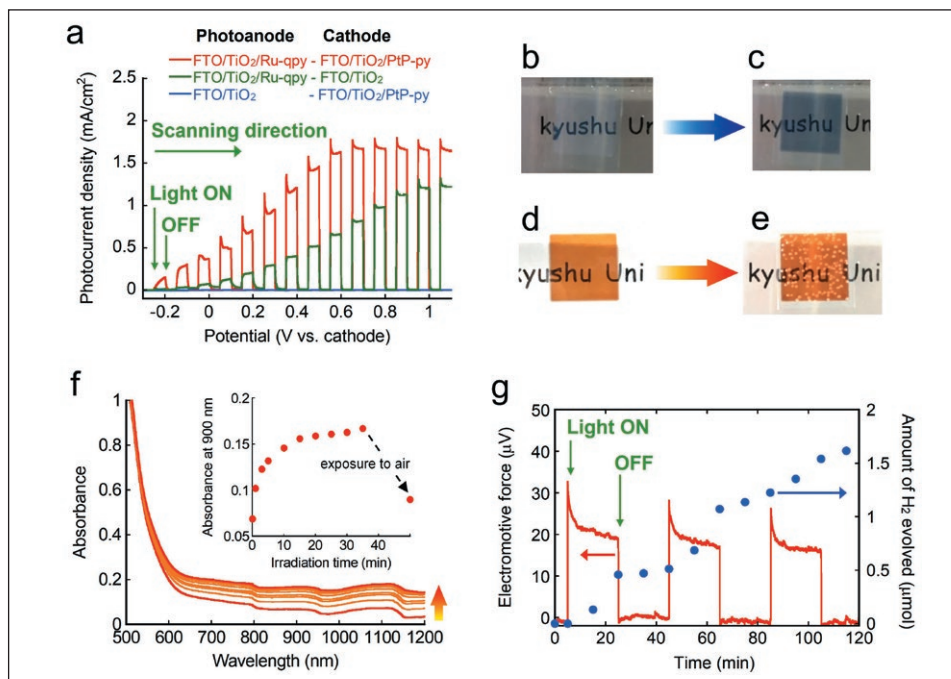 a
Photoanode Cathode
FTO/TiO₂/Ru-qpy - FTO/TiO₂/PtP-py
FTO/TiO₂/Ru-qpy - FTO/TiO₂
FTO/TiO₂ - FTO/TiO₂/PtP-py
Photocurrent density (mA/cm²)
2.5
2
1.5
1
0.5
0
Scanning direction
Light ON
OFF
-0.2 0 0.2 0.4 0.6 0.8 1
Potential (V vs. cathode)
b
kyushu Un
c
kyushu Un
d
kyushu Uni
e
kyushu Uni
f
Absorbance
1
0.8
0.6
0.4
0.2
0
500 600 700 800 900 1000 1100 1200
Wavelength (nm)
Absorbance at 900 nm
0.2
0.15
0.1
0.05
exposure to air
0 10 20 30 40
Irradiation time (min)
g
Electromotive force (µV)
50
40
30
20
10
0
Light ON
OFF
0 20 40 60 80 100 120
Time (min)
2
1.5
1
0.5
0
Amount of H₂ evolved (µmol)